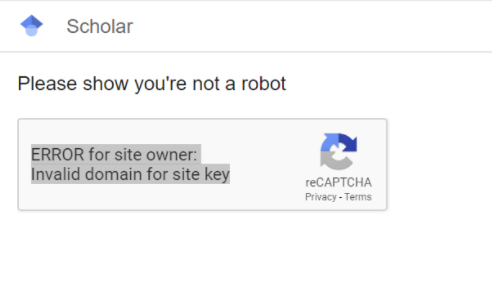 Scholar
Please show you're not a robot
ERROR for site owner:
Invalid domain for site key
reCAPTCHA
Privacy - Terms